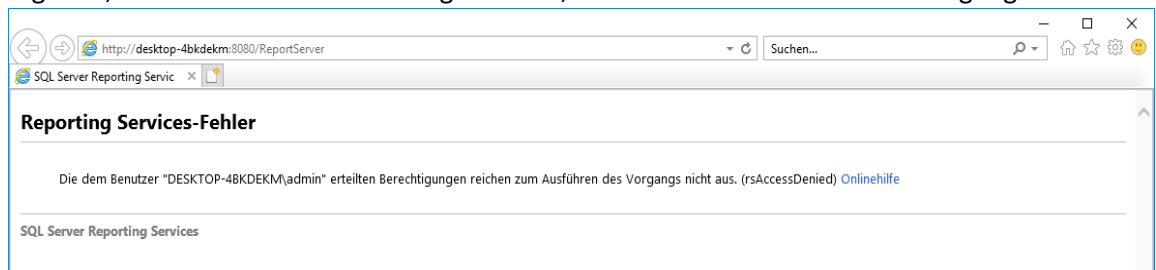 http://desktop-4bkdekm:8080/ReportServer
Suchen...
SQL Server Reporting Servic
Reporting Services-Fehler
Die dem Benutzer "DESKTOP-4BKDEKM\admin" erteilten Berechtigungen reichen zum Ausführen des Vorgangs nicht aus. (rsAccessDenied) Onlinehilfe
SQL Server Reporting Services